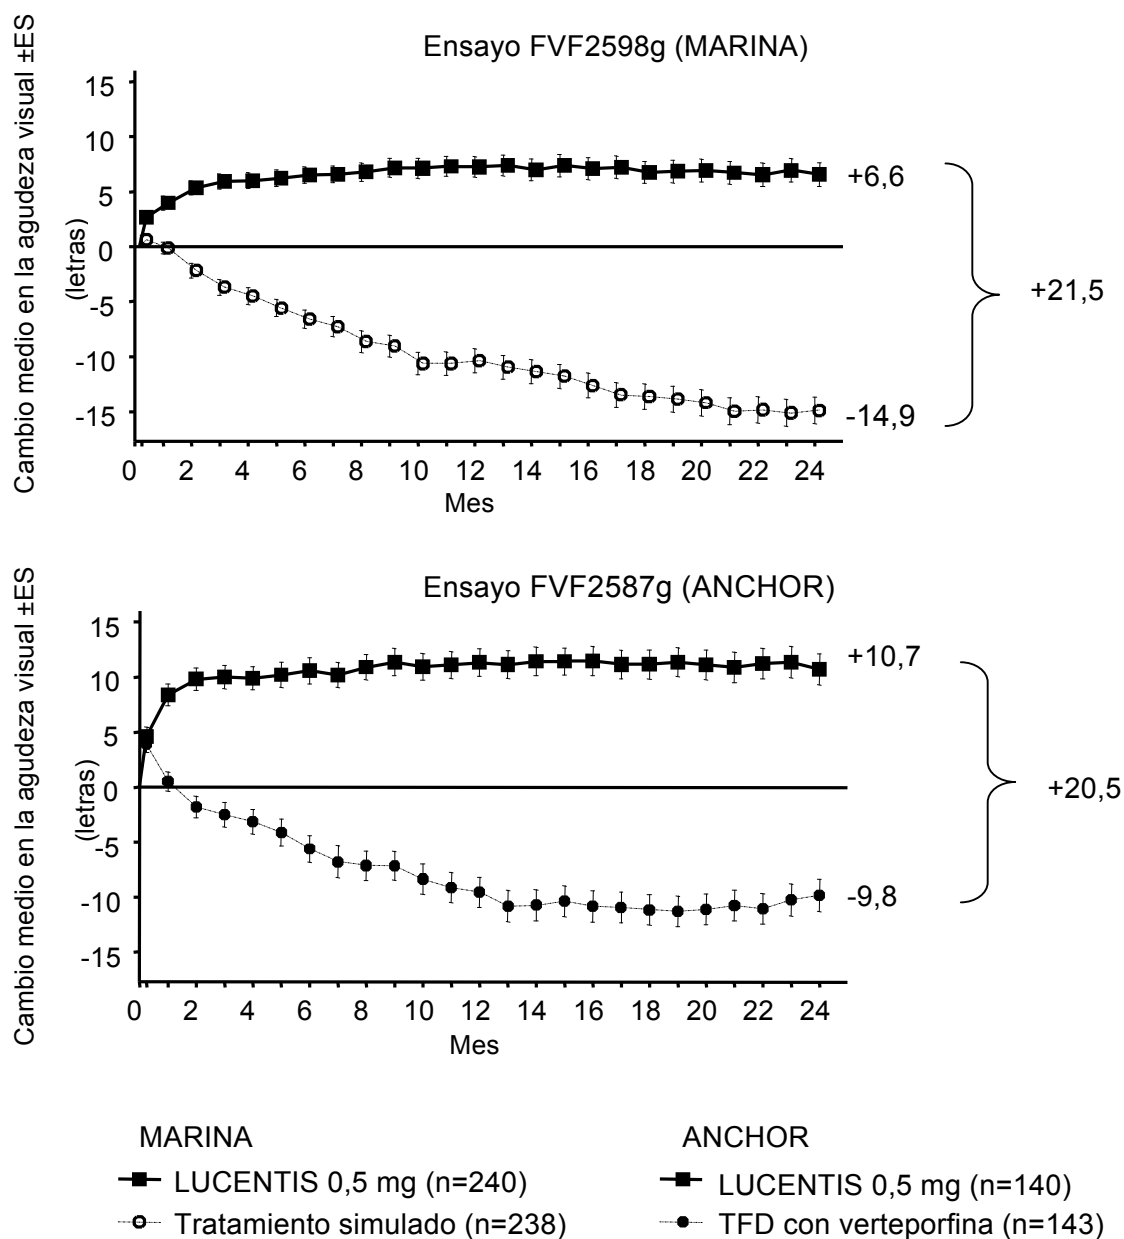 Ensayo FVF2598g (MARINA)
Cambio medio en la agudeza visual ±ES
(letras)
15
10
5
0
-5
-10
-15
+6,6
-14,9
+21,5
0 2 4 6 8 10 12 14 16 18 20 22 24
Mes
Ensayo FVF2587g (ANCHOR)
Cambio medio en la agudeza visual ±ES
(letras)
15
10
5
0
-5
-10
-15
+10,7
-9,8
+20,5
0 2 4 6 8 10 12 14 16 18 20 22 24
Mes
MARINA
LUCENTIS 0,5 mg (n=240)
Tratamiento simulado (n=238)
ANCHOR
LUCENTIS 0,5 mg (n=140)
TFD con verteporfina (n=143)